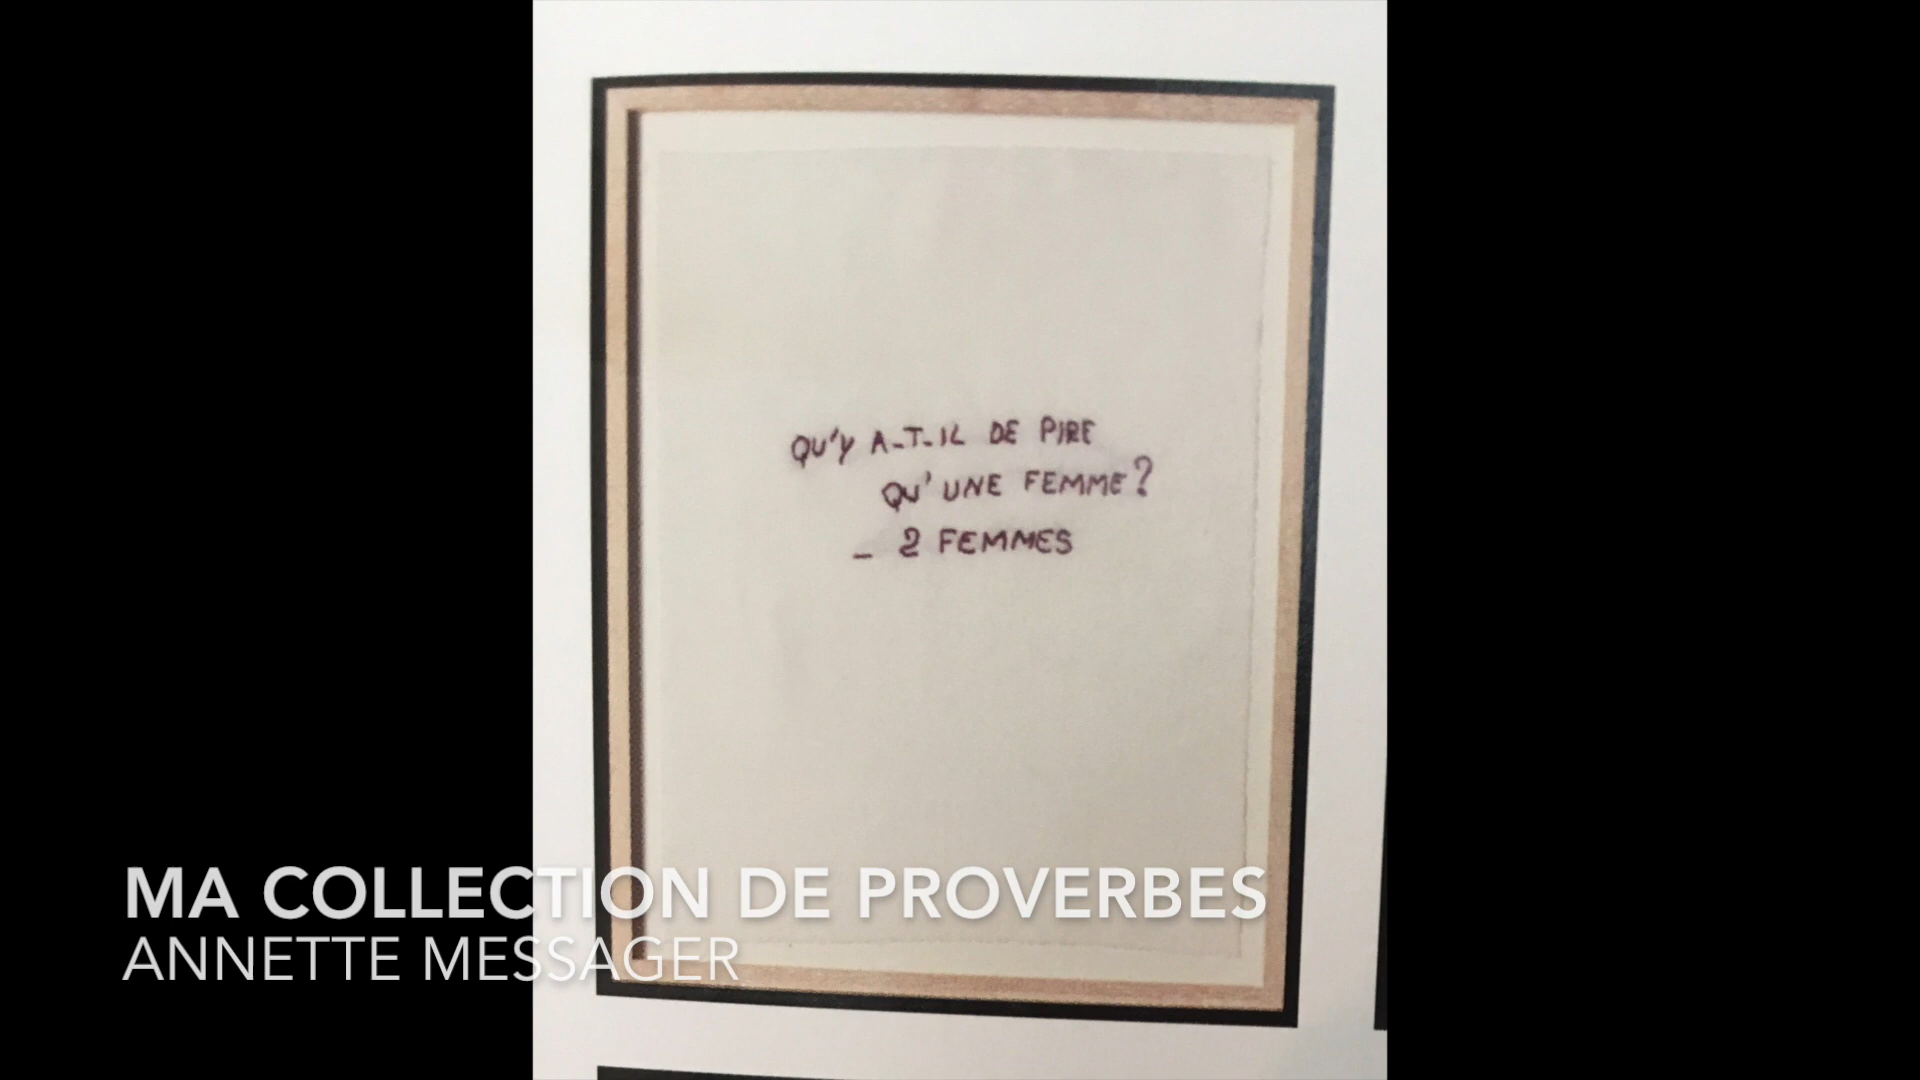 QU'Y A-T-IL DE PIRE
QU'UNE FEMME?
- 2 FEMMES
MA COLLECTION DE PROVERBES
ANNETTE MESSAGER